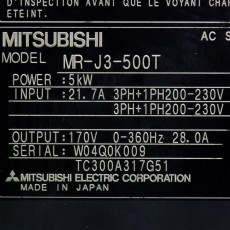 D'INSPECTION AVANT QUE LE VOYANT CHAR
ETEINT.
MITSUBISHI AC S
MODEL MR-J3-500T
POWER :5kW
INPUT :21.7A 3PH+1PH200-230V
3PH+1PH200-230V
OUTPUT:170V 0-360Hz 28.0A
SERIAL: W04Q0K009
TC300A317G51
MITSUBISHI ELECTRIC CORPORATION
MADE IN JAPAN